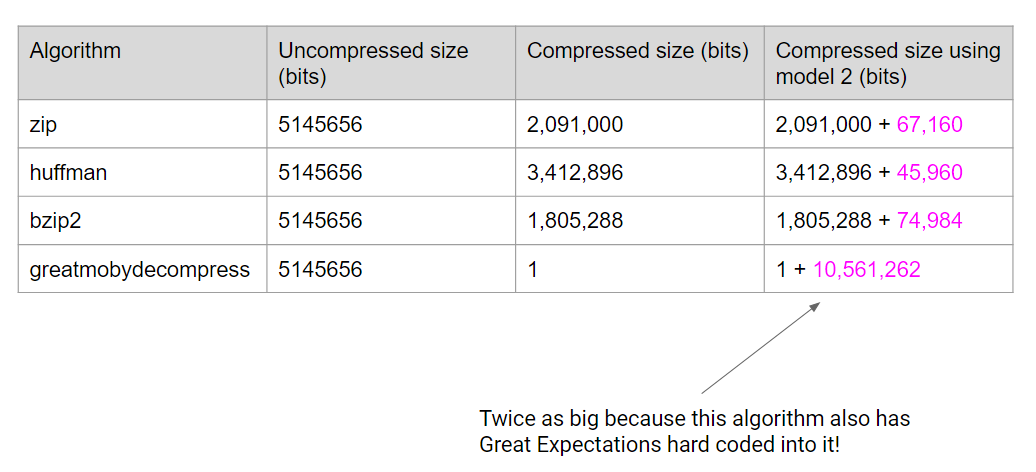 Algorithm
Uncompressed size
(bits)
Compressed size (bits)
Compressed size using
model 2 (bits)
zip
5145656
2,091,000
2,091,000 + 67,160
huffman
5145656
3,412,896
3,412,896 + 45,960
bzip2
5145656
1,805,288
1,805,288 + 74,984
greatmobydecompress
5145656
1
1 + 10,561,262
Twice as big because this algorithm also has
Great Expectations hard coded into it!